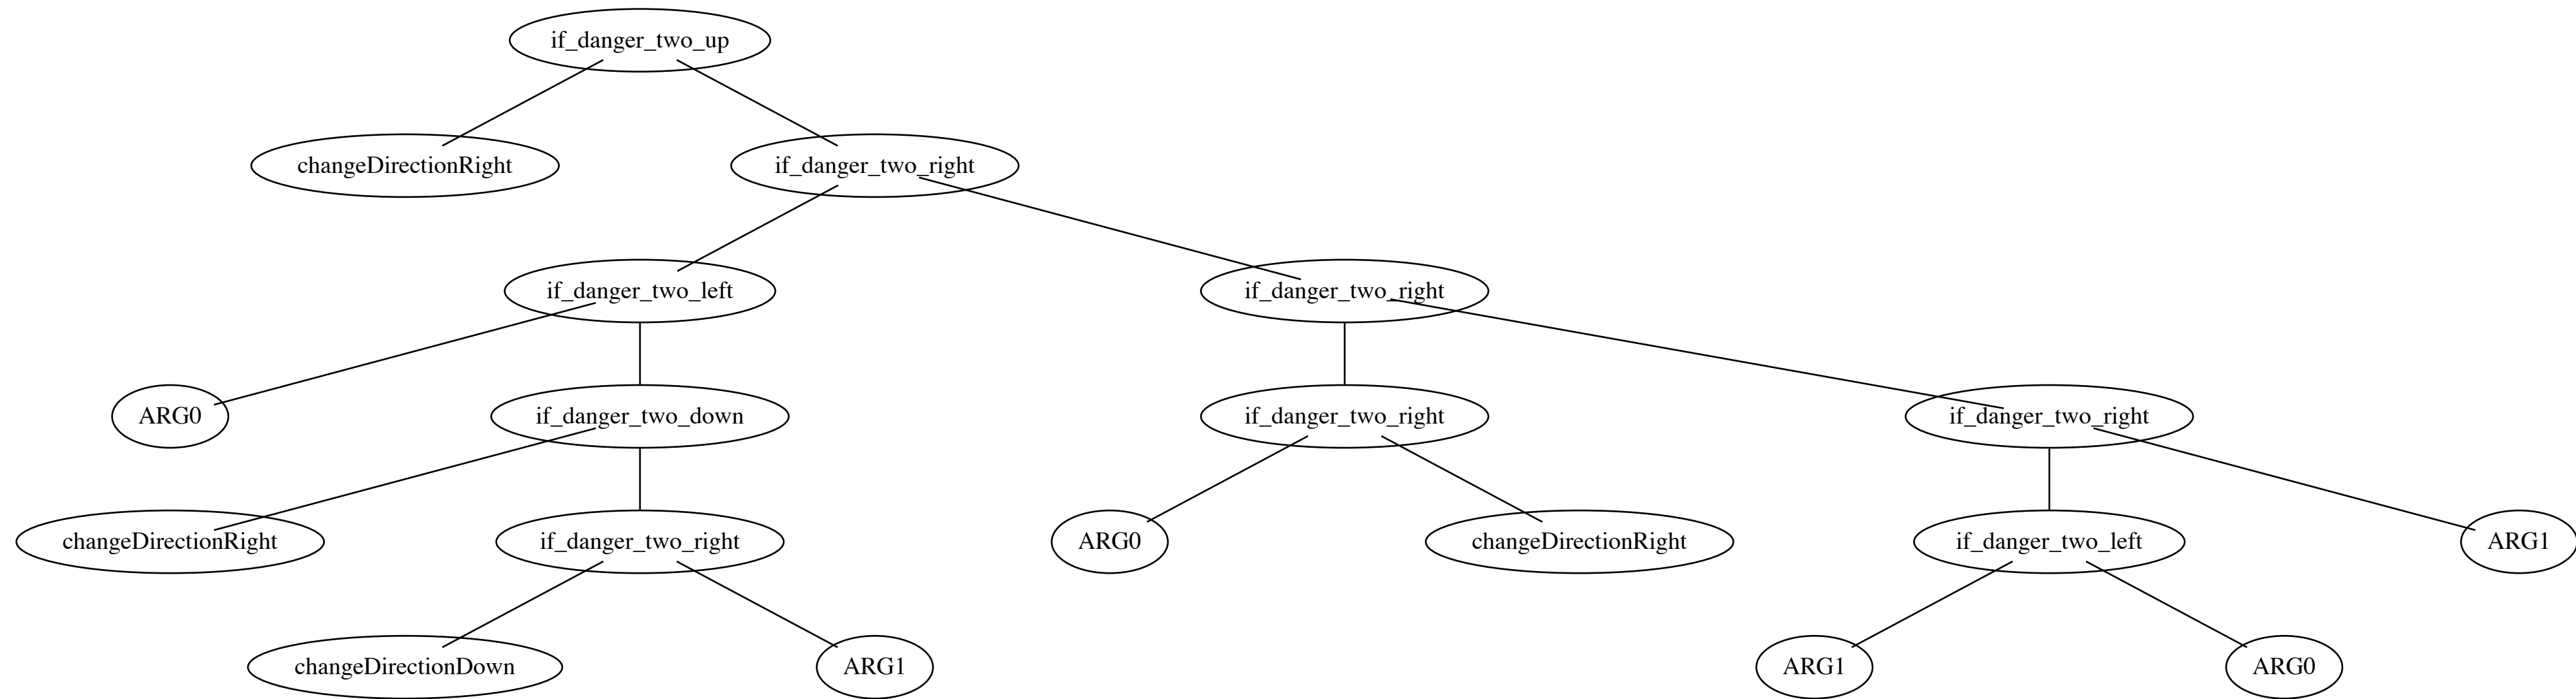 if_danger_two_up
changeDirectionRight
if_danger_two_right
if_danger_two_left
if_danger_two_right
ARG0
if_danger_two_down
if_danger_two_right
if_danger_two_right
changeDirectionRight
if_danger_two_right
ARG0
changeDirectionRight
if_danger_two_left
ARG1
changeDirectionDown
ARG1
ARG1
ARG0